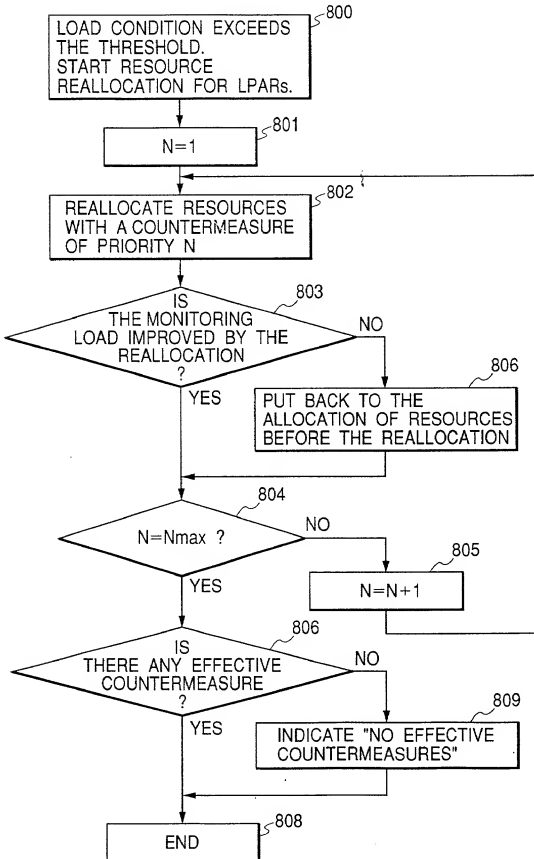 800
LOAD CONDITION EXCEEDS
THE THRESHOLD.
START RESOURCE
REALLOCATION FOR LPARs.
801
N=1
802
REALLOCATE RESOURCES
WITH A COUNTERMEASURE
OF PRIORITY N
803
IS
THE MONITORING
LOAD IMPROVED BY THE
REALLOCATION
?
NO
YES
806
PUT BACK TO THE
ALLOCATION OF RESOURCES
BEFORE THE REALLOCATION
804
N=Nmax ?
NO
YES
805
N=N+1
806
IS
THERE ANY EFFECTIVE
COUNTERMEASURE
?
NO
YES
809
INDICATE "NO EFFECTIVE
COUNTERMEASURES"
808
END